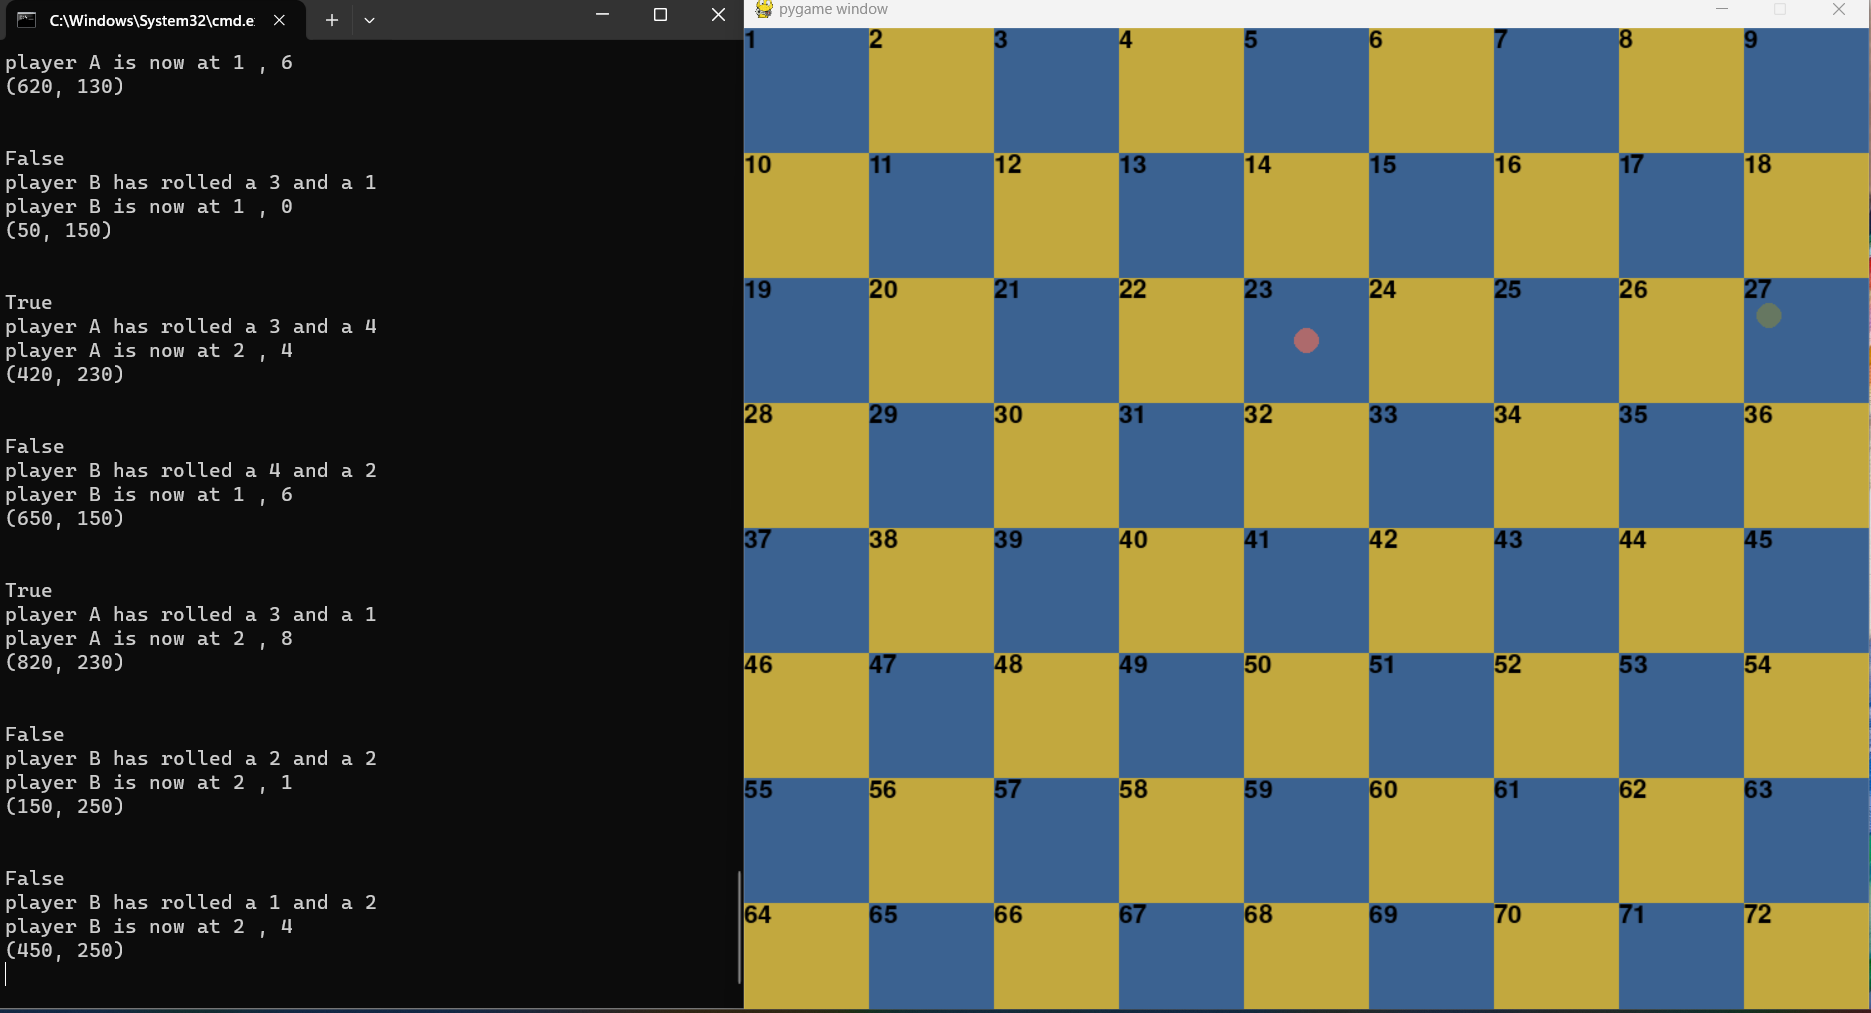 C:\Windows\System32\cmd.e
player A is now at 1 , 6
(620, 130)
False
player B has rolled a 3 and a 1
player B is now at 1 , 0
(50, 150)
True
player A has rolled a 3 and a 4
player A is now at 2 , 4
(420, 230)
False
player B has rolled a 4 and a 2
player B is now at 1 , 6
(650, 150)
True
player A has rolled a 3 and a 1
player A is now at 2 , 8
(820, 230)
False
player B has rolled a 2 and a 2
player B is now at 2 , 1
(150, 250)
False
player B has rolled a 1 and a 2
player B is now at 2 , 4
(450, 250)
pygame window
1 2 3 4 5 6 7 8 9
10 11 12 13 14 15 16 17 18
19 20 21 22 23 24 25 26 27
28 29 30 31 32 33 34 35 36
37 38 39 40 41 42 43 44 45
46 47 48 49 50 51 52 53 54
55 56 57 58 59 60 61 62 63
64 65 66 67 68 69 70 71 72